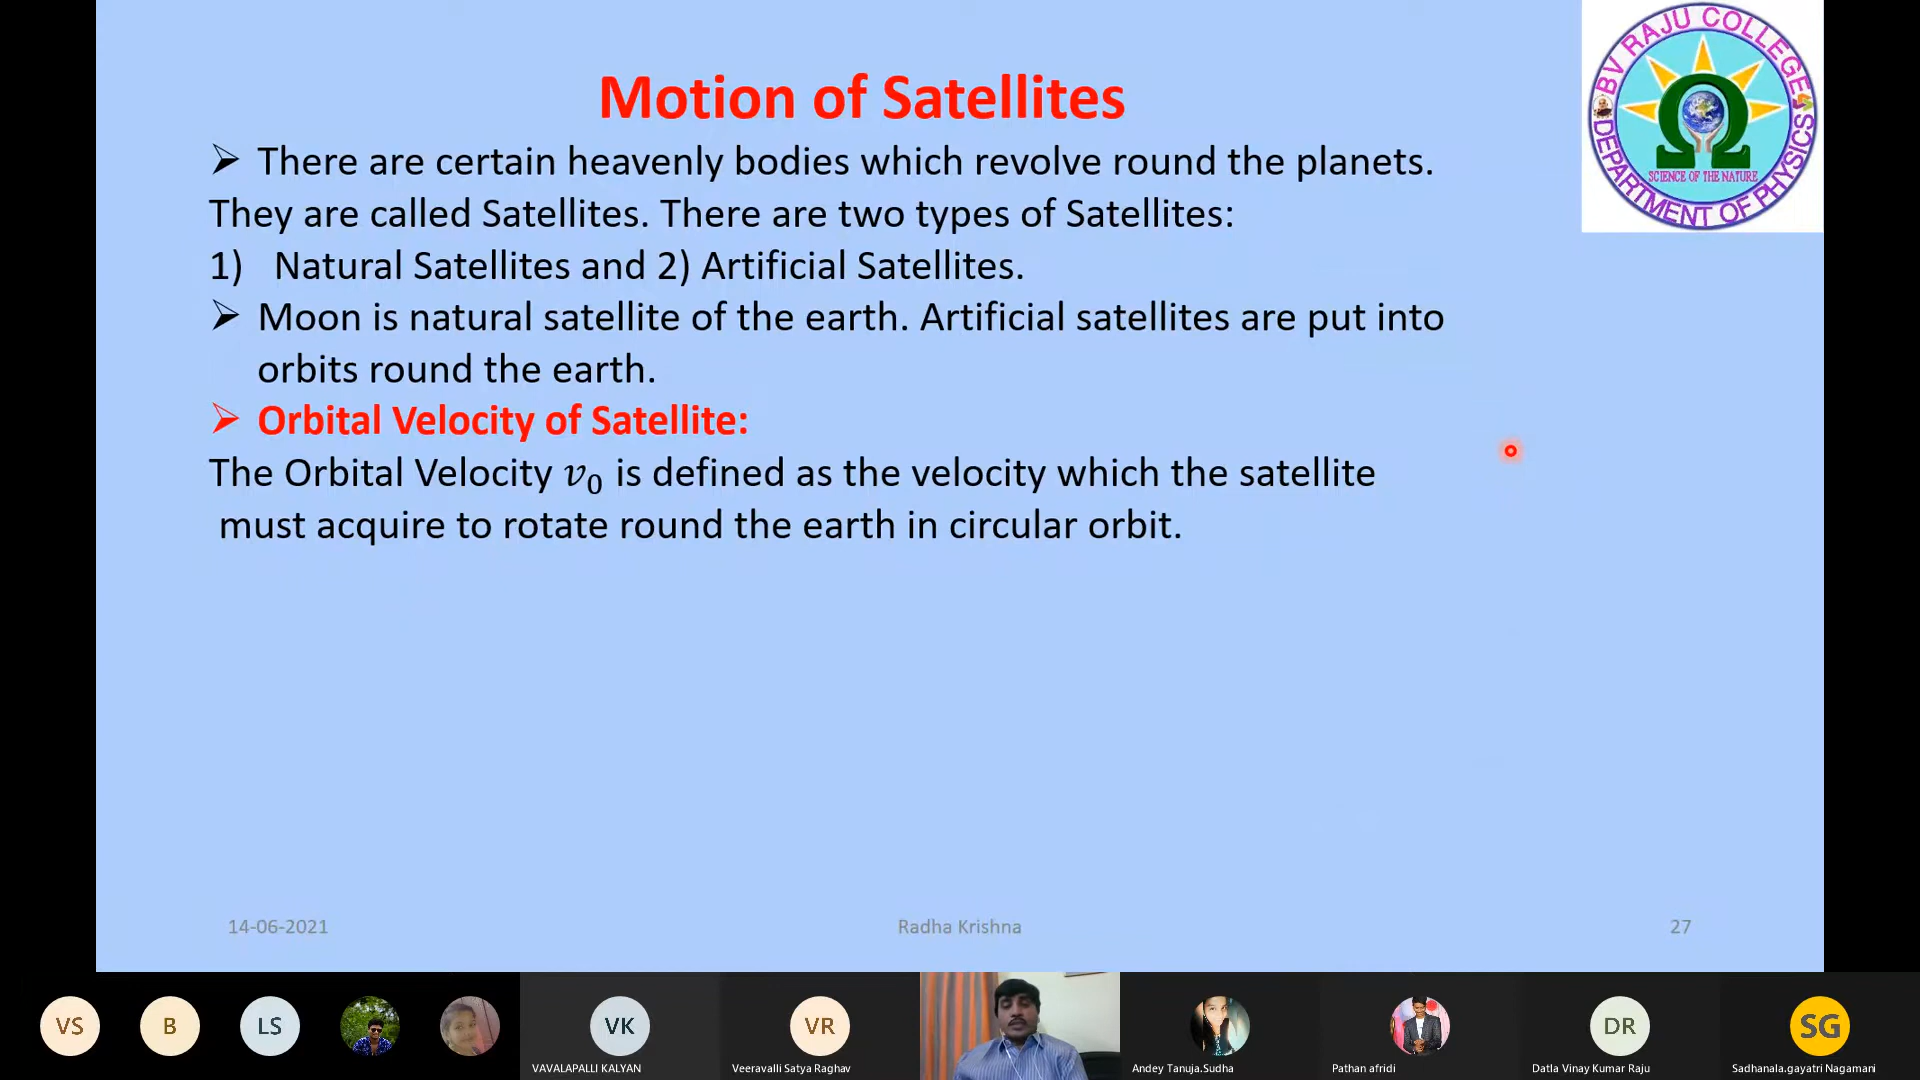 Motion of Satellites
➢ There are certain heavenly bodies which revolve round the planets.
They are called Satellites. There are two types of Satellites:
1) Natural Satellites and 2) Artificial Satellites.
➢ Moon is natural satellite of the earth. Artificial satellites are put into
orbits round the earth.
➢ Orbital Velocity of Satellite:
The Orbital Velocity v₀ is defined as the velocity which the satellite
must acquire to rotate round the earth in circular orbit.
BV RAJU COLLEGE
Ω
SCIENCE OF THE NATURE
DEPARTMENT OF PHYSICS
14-06-2021 Radha Krishna 27
VS B LS VK VR DR SG
VAVALAPALLI KALYAN Veeravalli Satya Raghav Andey Tanuja.Sudha Pathan afridi Datla Vinay Kumar Raju Sadhanala.gayatri Nagamani